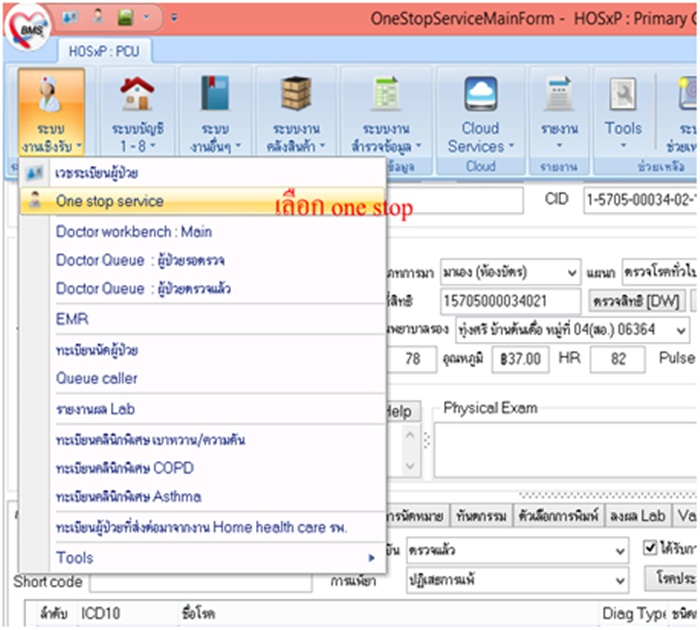 OneStopServiceMainForm - HOSxP : Primary C
BMS
HOSxP : PCU
ระบบงานเชิงรับ
ระบบบัญชี 1 - 8
ระบบงานอื่นๆ
ระบบงานคลังสินค้า
ระบบงานสำรวจข้อมูล
Cloud Services
รายงาน
Tools
ช่วยเห
ข้อมูล
Cloud
รายงาน
ช่วยเหลือ
เวชระเบียนผู้ป่วย
One stop service
เลือก one stop
CID 1-5705-00034-02-
Doctor workbench : Main
Doctor Queue : ผู้ป่วยรอตรวจ
ภทการมา มาเอง (ห้องบัตร) แผนก ตรวจโรคทั่วไป
Doctor Queue : ผู้ป่วยตรวจแล้ว
สิทธิ 15705000034021 ตรวจสิทธิ [DW]
EMR
นพยาบาลรอง ทุ่งศรี บ้านต้นเดื่อ หมู่ที่ 04(สอ.) 06364
ทะเบียนนัดผู้ป่วย
78 อุณหภูมิ ฿37.00 HR 82 Pulse
Queue caller
รายงานผล Lab
Help Physical Exam
ทะเบียนคลินิกพิเศษ เบาหวาน/ความดัน
ทะเบียนคลินิกพิเศษ COPD
ทะเบียนคลินิกพิเศษ Asthma
ารนัดหมาย ทันตกรรม ตัวเลือกการพิมพ์ ลงผล Lab Va
ทะเบียนผู้ป่วยที่ส่งต่อมาจากงาน Home health care รพ.
ตรวจแล้ว ได้รับกา
Tools
Short code การแพ้ยา ปฏิเสธการแพ้ โรคประ
ลำดับ ICD10 ชื่อโรค Diag Type ชนิด